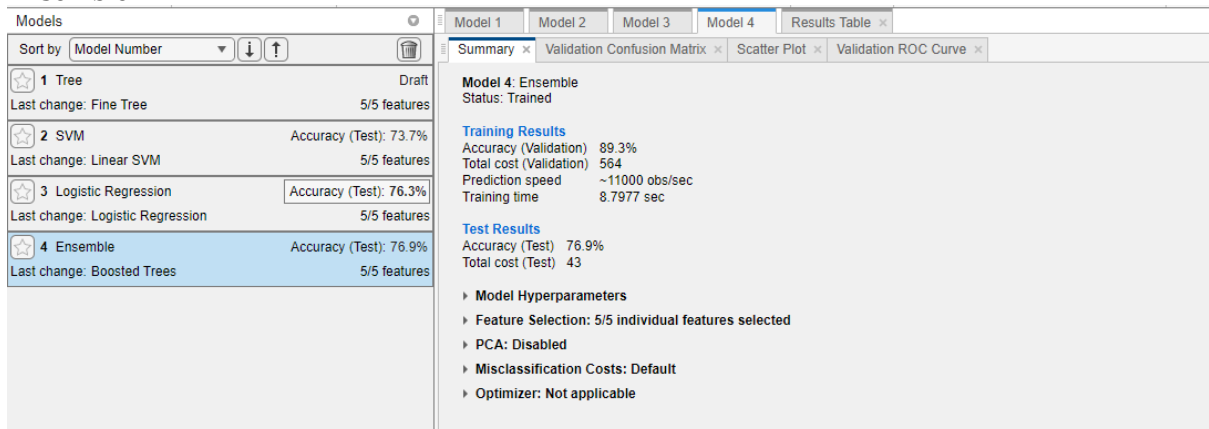 Models
Sort by Model Number
1 Tree Draft
Last change: Fine Tree 5/5 features
2 SVM Accuracy (Test): 73.7%
Last change: Linear SVM 5/5 features
3 Logistic Regression Accuracy (Test): 76.3%
Last change: Logistic Regression 5/5 features
4 Ensemble Accuracy (Test): 76.9%
Last change: Boosted Trees 5/5 features
Model 1 Model 2 Model 3 Model 4 Results Table
Summary Validation Confusion Matrix Scatter Plot Validation ROC Curve
Model 4: Ensemble
Status: Trained
Training Results
Accuracy (Validation) 89.3%
Total cost (Validation) 564
Prediction speed ~11000 obs/sec
Training time 8.7977 sec
Test Results
Accuracy (Test) 76.9%
Total cost (Test) 43
Model Hyperparameters
Feature Selection: 5/5 individual features selected
PCA: Disabled
Misclassification Costs: Default
Optimizer: Not applicable